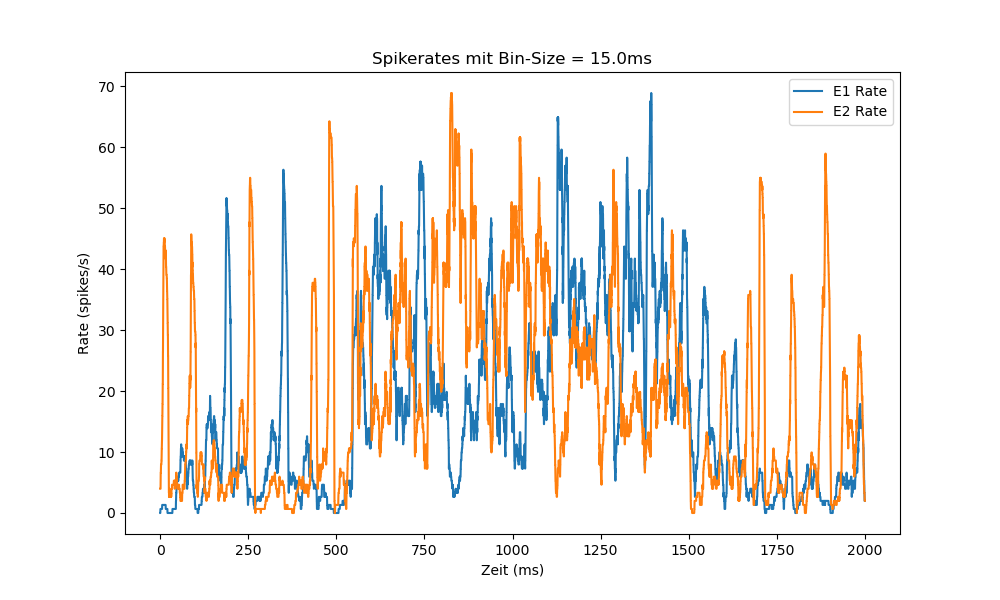 Spikerates mit Bin-Size = 15.0ms
E1 Rate
E2 Rate
70
60
50
40
30
20
10
0
Rate (spikes/s)
0 250 500 750 1000 1250 1500 1750 2000
Zeit (ms)